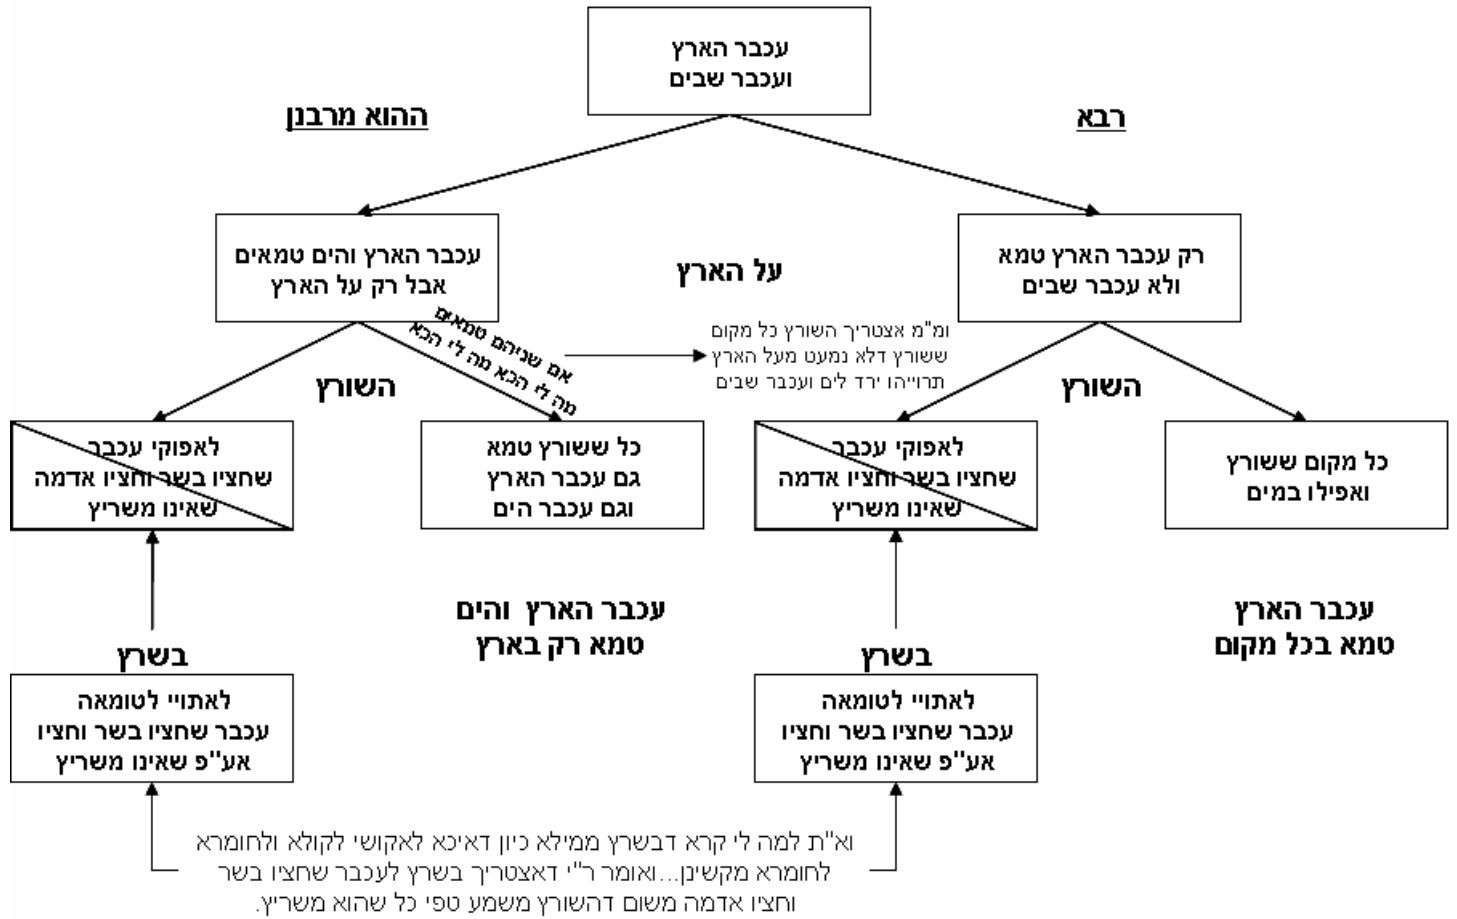 עכבר הארץ
ועכבר שבים
רבא
ההוא מרבנן
רק עכבר הארץ טמא
ולא עכבר שבים
על הארץ
עכבר הארץ והים טמאים
אבל רק על הארץ
אם שניהם טמאים
מה לי הכא מה לי הכא
ומ"מ אצטריך השורץ כל מקום
ששורץ דלא נמעט מעל הארץ
תרוייהו ירד לים ועכבר שבים
השורץ
השורץ
כל מקום ששורץ
ואפילו במים
לאפוקי עכבר
שחציו בשר וחציו אדמה
שאינו משריץ
כל ששורץ טמא
גם עכבר הארץ
וגם עכבר הים
לאפוקי עכבר
שחציו בשר וחציו אדמה
שאינו משריץ
עכבר הארץ
טמא בכל מקום
עכבר הארץ והים
טמא רק בארץ
בשרץ
בשרץ
לאתויי לטומאה
עכבר שחציו בשר וחציו
אע"פ שאינו משריץ
לאתויי לטומאה
עכבר שחציו בשר וחציו
אע"פ שאינו משריץ
וא"ת למה לי קרא דבשרץ ממילא כיון דאיכא לאקושי לקולא ולחומרא
לחומרא מקשינן...ואומר ר"י דאצטריך בשרץ לעכבר שחציו בשר
וחציו אדמה משום דהשורץ משמע טפי כל שהוא משריץ.